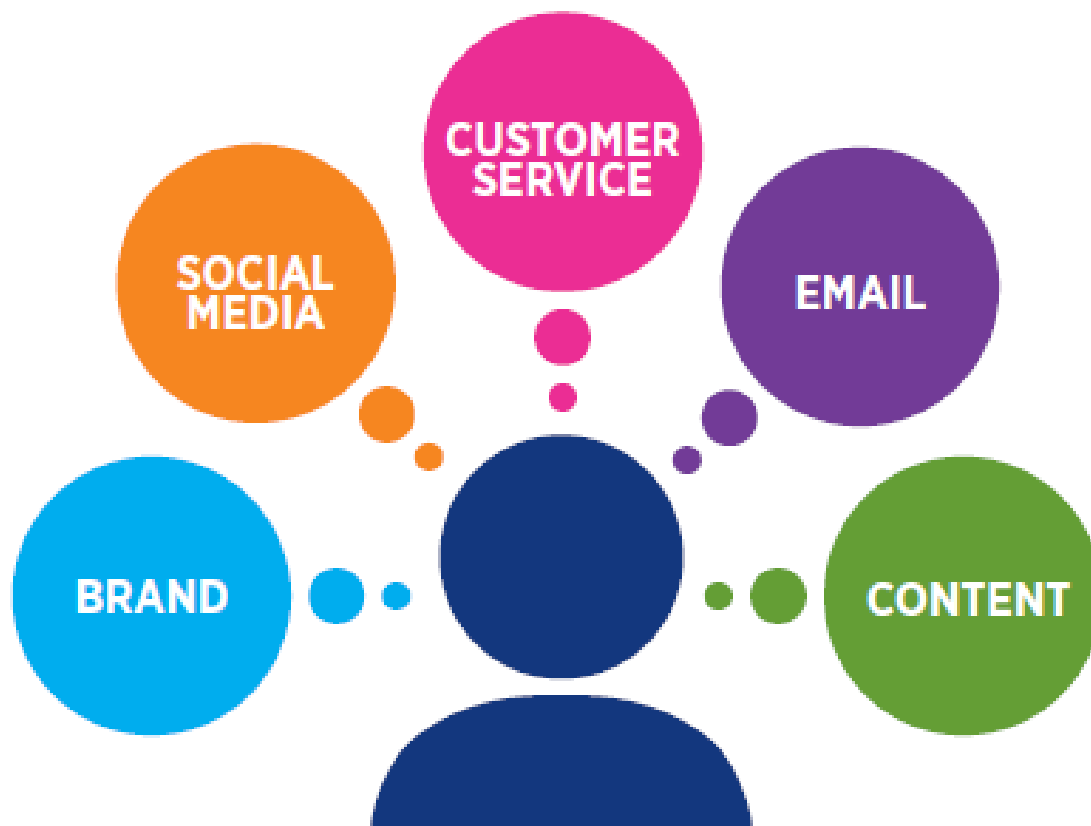 CUSTOMER
SERVICE
SOCIAL
MEDIA
EMAIL
BRAND
CONTENT